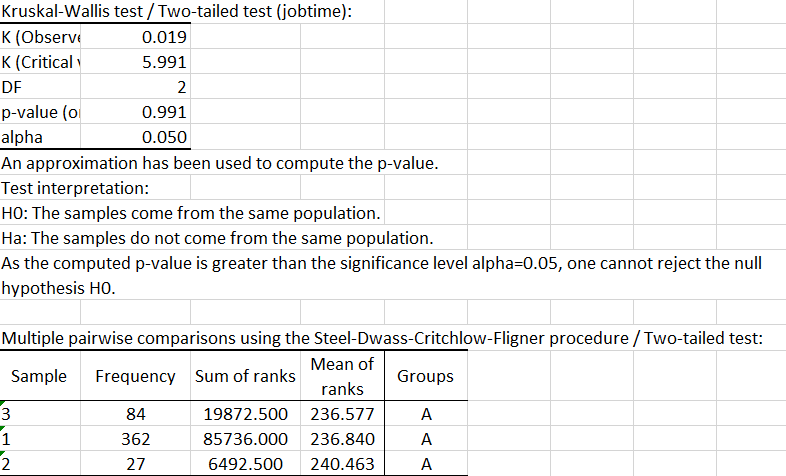 Kruskal-Wallis test / Two-tailed test (jobtime):
K (Observe 0.019
K (Critical 5.991
DF 2
p-value (o 0.991
alpha 0.050
An approximation has been used to compute the p-value.
Test interpretation:
H0: The samples come from the same population.
Ha: The samples do not come from the same population.
As the computed p-value is greater than the significance level alpha=0.05, one cannot reject the null
hypothesis H0.
Multiple pairwise comparisons using the Steel-Dwass-Critchlow-Fligner procedure / Two-tailed test:
Sample Frequency Sum of ranks Mean of ranks Groups
3 84 19872.500 236.577 A
1 362 85736.000 236.840 A
2 27 6492.500 240.463 A